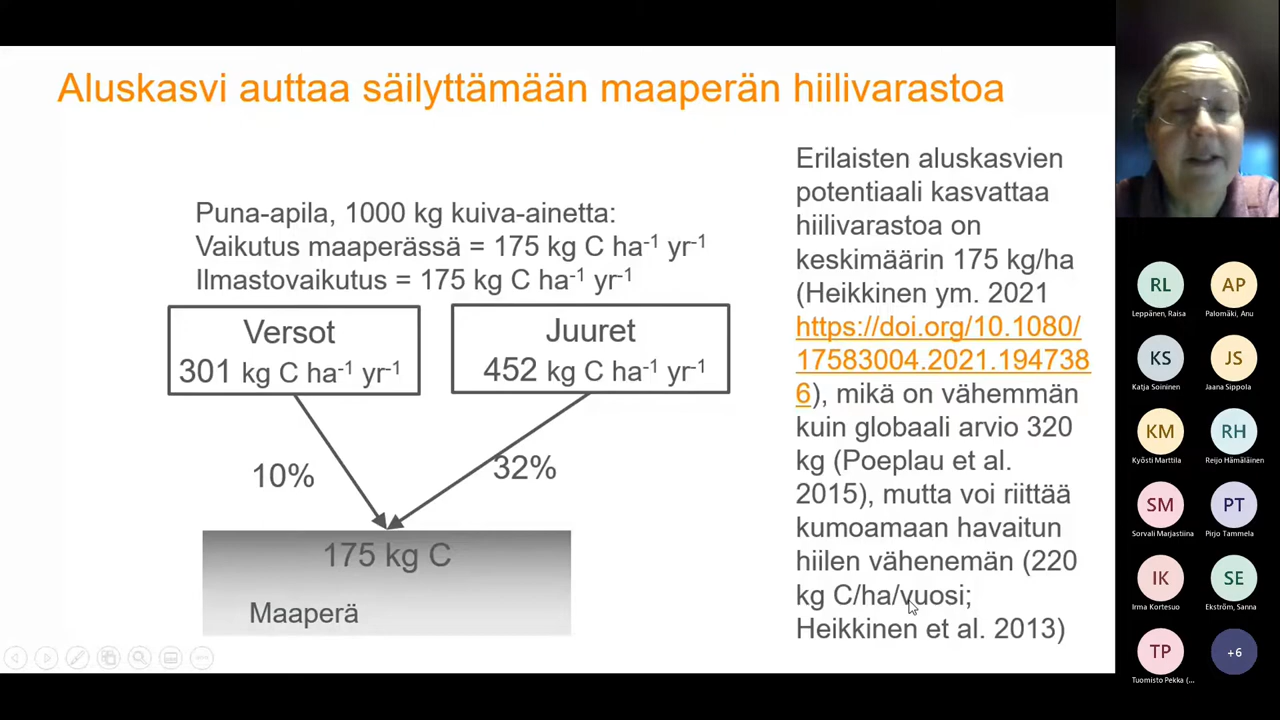 Aluskasvi auttaa säilyttämään maaperän hiilivarastoa
Puna-apila, 1000 kg kuiva-ainetta:
Vaikutus maaperässä = 175 kg C ha⁻¹ yr⁻¹
Ilmastovaikutus = 175 kg C ha⁻¹ yr⁻¹
Versot
301 kg C ha⁻¹ yr⁻¹
Juuret
452 kg C ha⁻¹ yr⁻¹
10%
32%
175 kg C
Maaperä
Erilaisten aluskasvien
potentiaali kasvattaa
hiilivarastoa on
keskimäärin 175 kg/ha
(Heikkinen ym. 2021
https://doi.org/10.1080/
17583004.2021.194738
6), mikä on vähemmän
kuin globaali arvio 320
kg (Poeplau et al.
2015), mutta voi riittää
kumoamaan havaitun
hiilen vähenemän (220
kg C/ha/vuosi;
Heikkinen et al. 2013)
RL
Leppänen, Raisa
AP
Palomäki, Anu
KS
Katja Soininen
JS
Jaana Sippola
KM
Kyösti Marttila
RH
Reijo Hämäläinen
SM
Sorvali Marjastiina
PT
Pirjo Tammela
IK
Irma Kortesuo
SE
Ekström, Sanna
TP
Tuomisto Pekka (...
+6